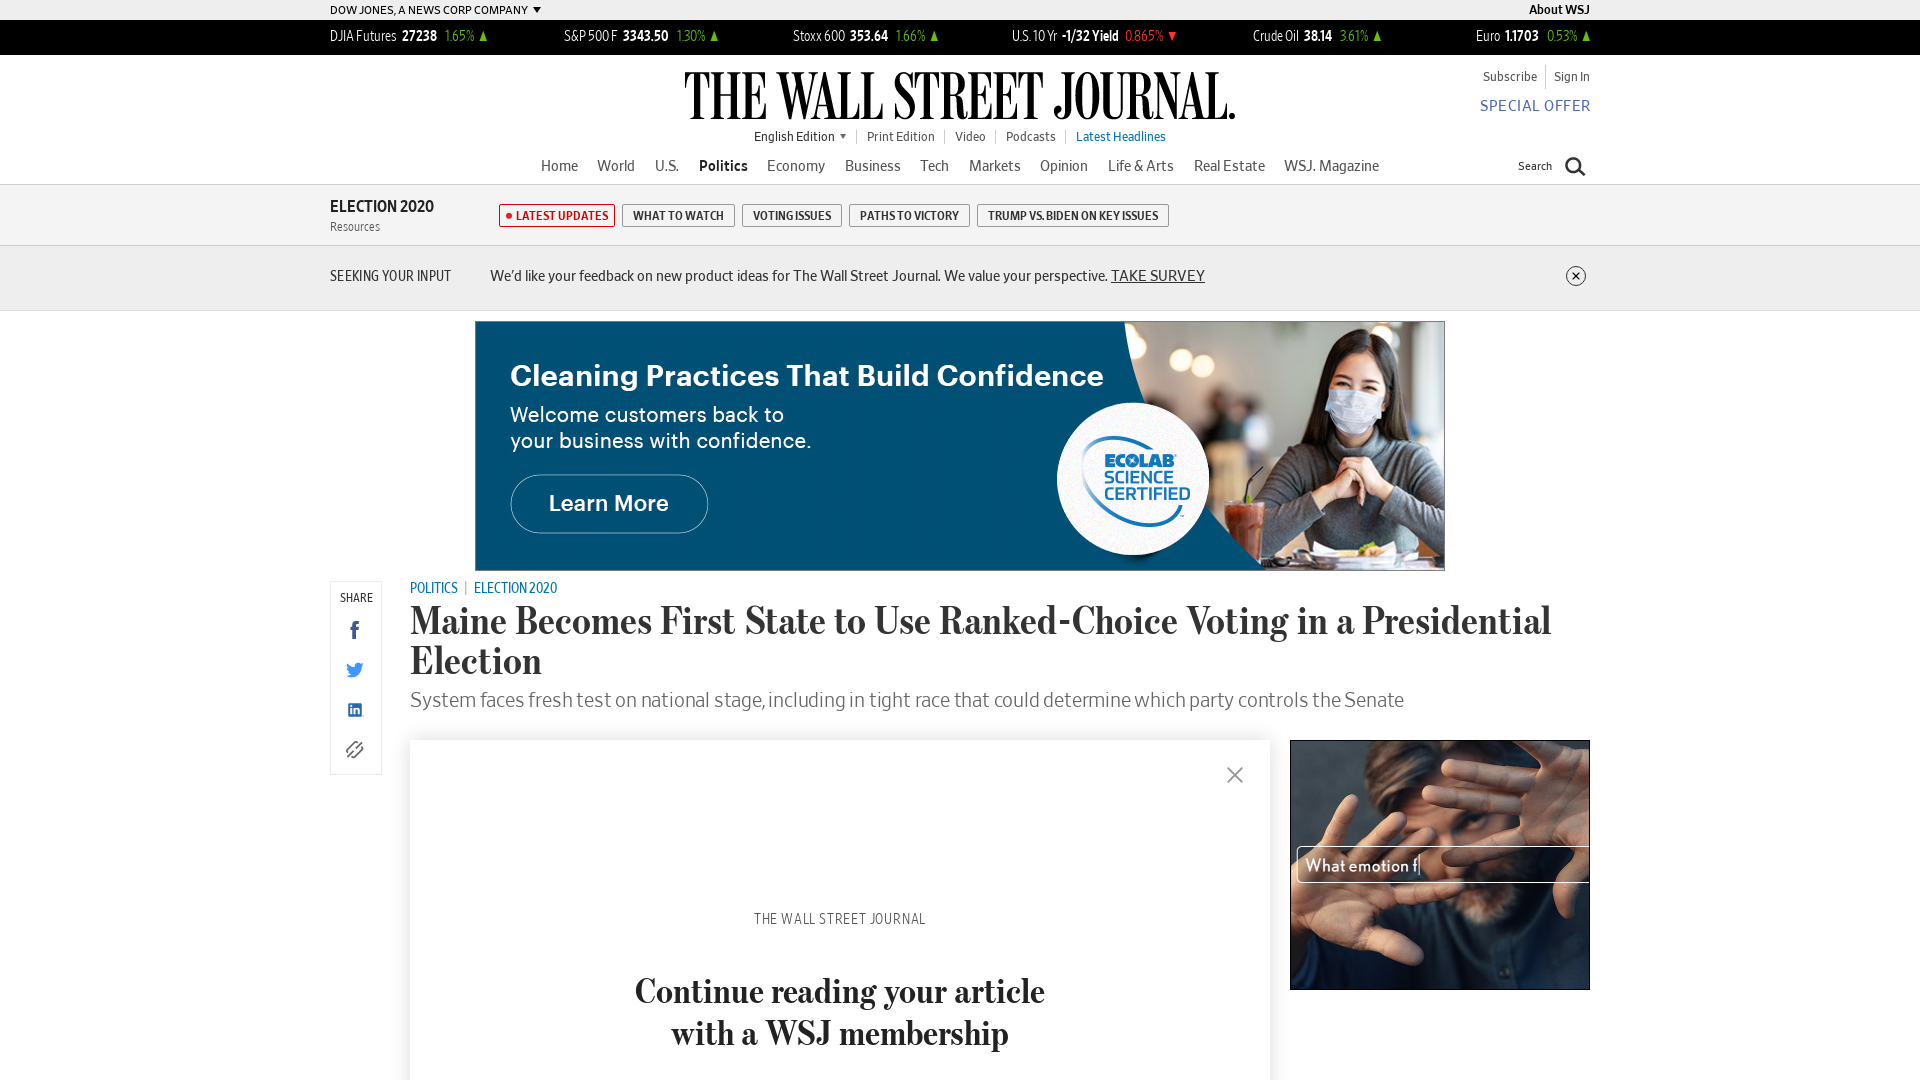 DOW JONES, A NEWS CORP COMPANY
About WSJ
DJIA Futures 27238 1.65%
S&P 500 F 3343.50 1.30%
Stoxx 600 353.64 1.66%
U.S. 10 Yr -1/32 Yield 0.865%
Crude Oil 38.14 3.61%
Euro 1.1703 0.53%
THE WALL STREET JOURNAL.
Subscribe
Sign In
SPECIAL OFFER
English Edition
Print Edition
Video
Podcasts
Latest Headlines
Home
World
U.S.
Politics
Economy
Business
Tech
Markets
Opinion
Life & Arts
Real Estate
WSJ. Magazine
Search
ELECTION 2020
Resources
LATEST UPDATES
WHAT TO WATCH
VOTING ISSUES
PATHS TO VICTORY
TRUMP VS. BIDEN ON KEY ISSUES
SEEKING YOUR INPUT
We’d like your feedback on new product ideas for The Wall Street Journal. We value your perspective. TAKE SURVEY
Cleaning Practices That Build Confidence
Welcome customers back to
your business with confidence.
Learn More
ECOLAB
SCIENCE
CERTIFIED
POLITICS | ELECTION 2020
Maine Becomes First State to Use Ranked-Choice Voting in a Presidential
Election
System faces fresh test on national stage, including in tight race that could determine which party controls the Senate
SHARE
THE WALL STREET JOURNAL
Continue reading your article
with a WSJ membership
What emotion f